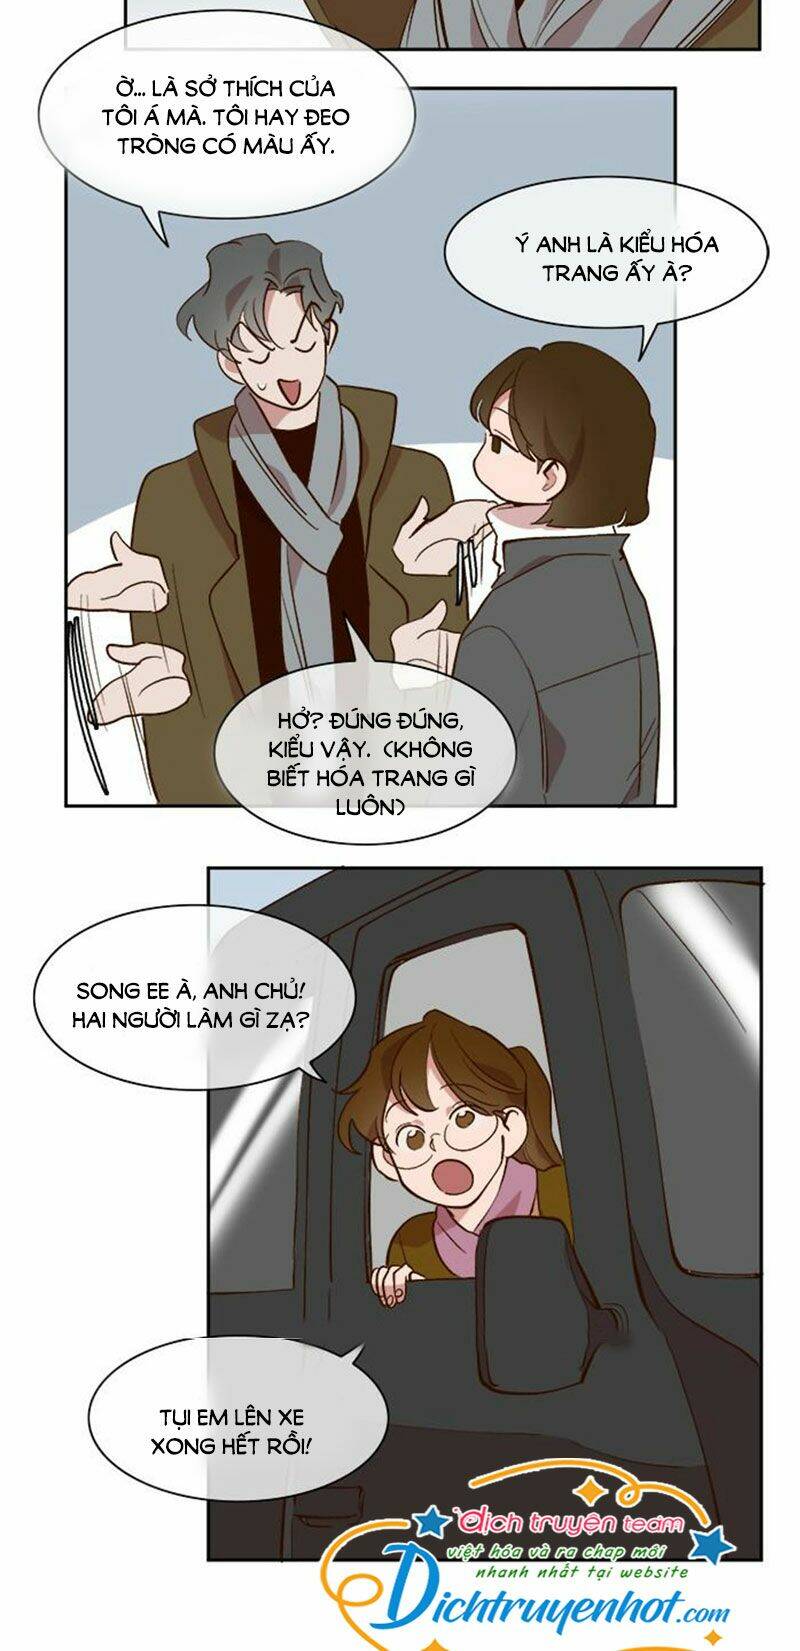 Ờ... LÀ SỞ THÍCH CỦA
TÔI Á MÀ. TÔI HAY ĐEO
TRÒNG CÓ MÀU ẤY.
Ý ANH LÀ KIỂU HÓA
TRANG ẤY À?
HỞ? ĐÚNG ĐÚNG,
KIỂU VẬY. (KHÔNG
BIẾT HÓA TRANG GÌ
LUÔN)
SONG EE À, ANH CHỦ!
HAI NGƯỜI LÀM GÌ ZẠ?
TỤI EM LÊN XE
XONG HẾT RỒI!
dịch truyện team
việt hóa và ra chap mới
nhanh nhất tại website
Dichtruyenhot.com